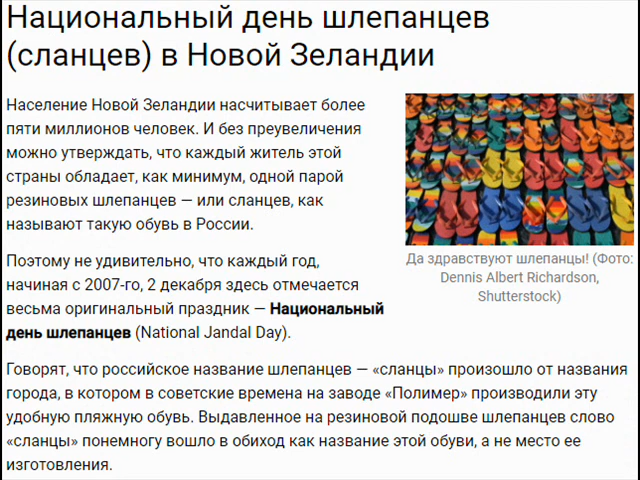 Национальный день шлепанцев
(сланцев) в Новой Зеландии
Население Новой Зеландии насчитывает более
пяти миллионов человек. И без преувеличения
можно утверждать, что каждый житель этой
страны обладает, как минимум, одной парой
резиновых шлепанцев — или сланцев, как
называют такую обувь в России.
Да здравствуют шлепанцы! (Фото:
Dennis Albert Richardson,
Shutterstock)
Поэтому не удивительно, что каждый год,
начиная с 2007-го, 2 декабря здесь отмечается
весьма оригинальный праздник — Национальный
день шлепанцев (National Jandal Day).
Говорят, что российское название шлепанцев — «сланцы» произошло от названия
города, в котором в советские времена на заводе «Полимер» производили эту
удобную пляжную обувь. Выдавленное на резиновой подошве шлепанцев слово
«сланцы» понемногу вошло в обиход как название этой обуви, а не место ее
изготовления.